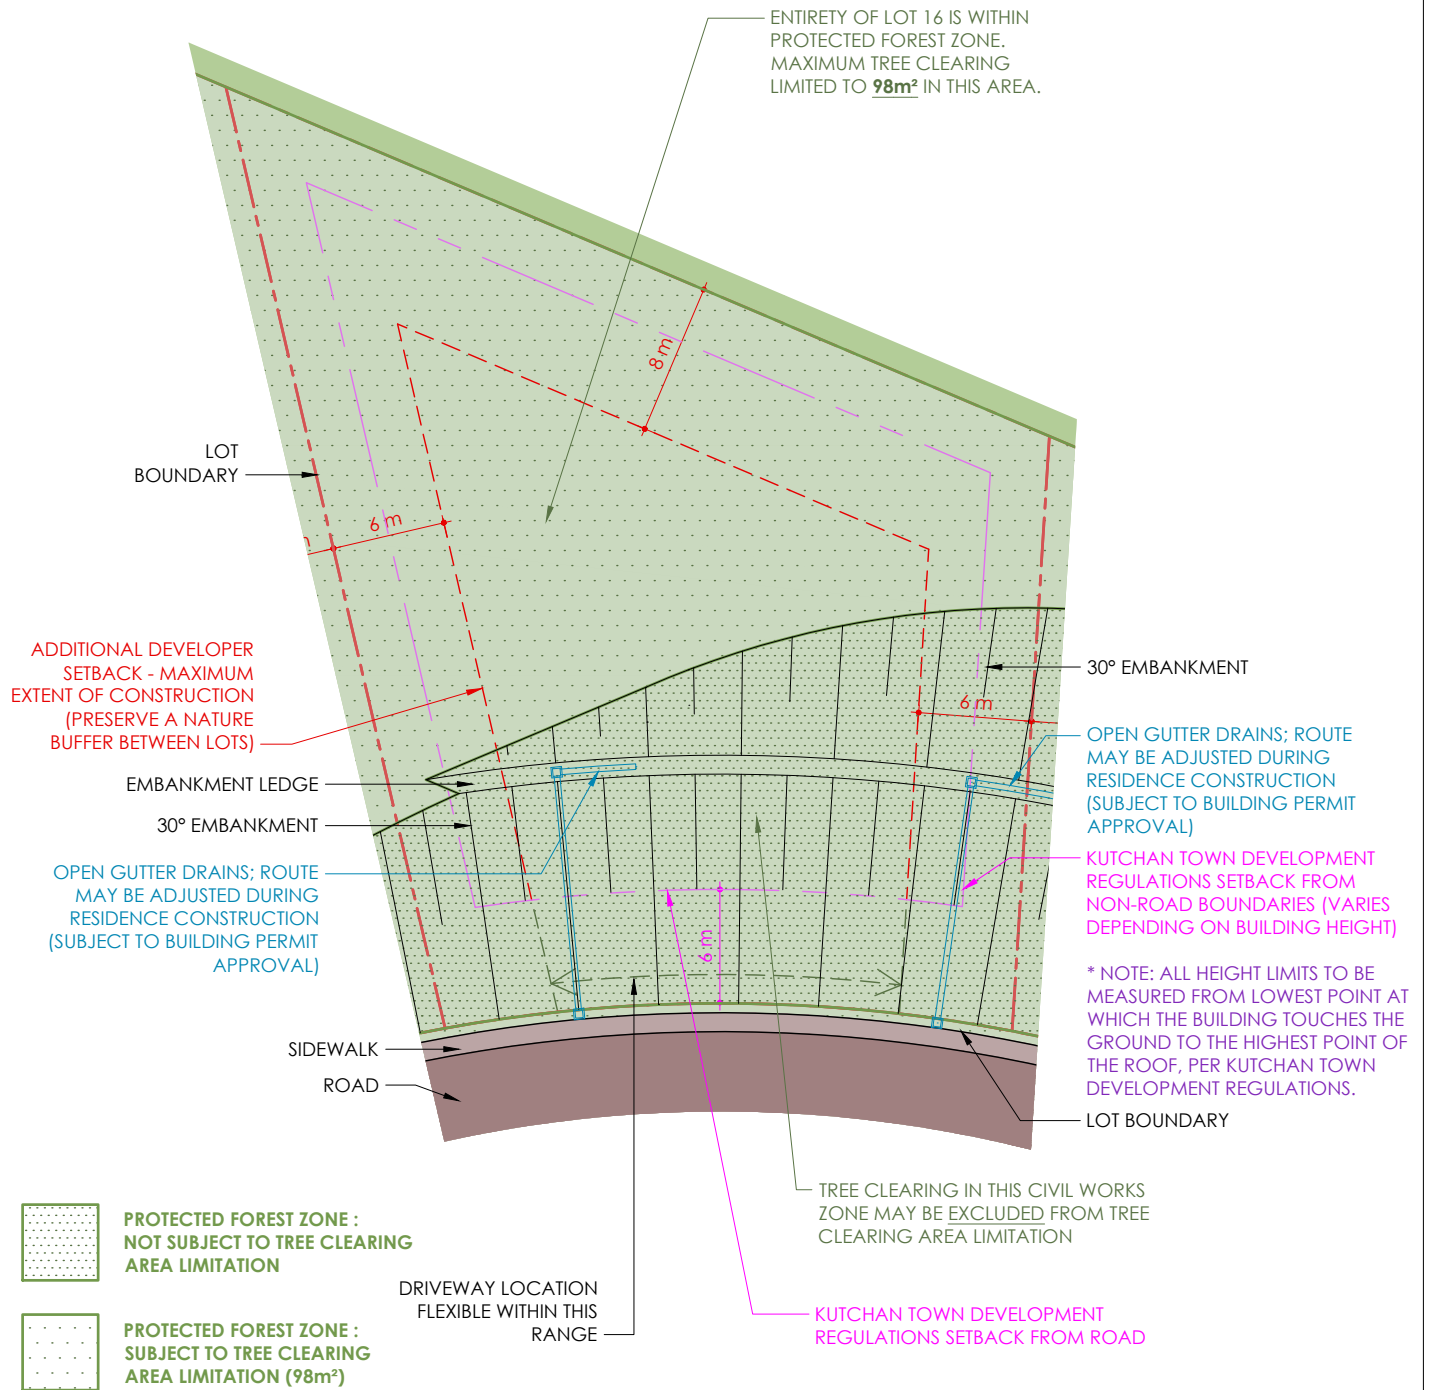 ENTIRETY OF LOT 16 IS WITHIN
PROTECTED FOREST ZONE.
MAXIMUM TREE CLEARING
LIMITED TO 98m² IN THIS AREA.
8 m
LOT
BOUNDARY
6 m
ADDITIONAL DEVELOPER
SETBACK - MAXIMUM
EXTENT OF CONSTRUCTION
(PRESERVE A NATURE
BUFFER BETWEEN LOTS)
30° EMBANKMENT
6 m
OPEN GUTTER DRAINS; ROUTE
MAY BE ADJUSTED DURING
RESIDENCE CONSTRUCTION
(SUBJECT TO BUILDING PERMIT
APPROVAL)
EMBANKMENT LEDGE
30° EMBANKMENT
OPEN GUTTER DRAINS; ROUTE
MAY BE ADJUSTED DURING
RESIDENCE CONSTRUCTION
(SUBJECT TO BUILDING PERMIT
APPROVAL)
KUTCHAN TOWN DEVELOPMENT
REGULATIONS SETBACK FROM
NON-ROAD BOUNDARIES (VARIES
DEPENDING ON BUILDING HEIGHT)
6 m
* NOTE: ALL HEIGHT LIMITS TO BE
MEASURED FROM LOWEST POINT AT
WHICH THE BUILDING TOUCHES THE
GROUND TO THE HIGHEST POINT OF
THE ROOF, PER KUTCHAN TOWN
DEVELOPMENT REGULATIONS.
SIDEWALK
ROAD
LOT BOUNDARY
TREE CLEARING IN THIS CIVIL WORKS
ZONE MAY BE EXCLUDED FROM TREE
CLEARING AREA LIMITATION
PROTECTED FOREST ZONE :
NOT SUBJECT TO TREE CLEARING
AREA LIMITATION
DRIVEWAY LOCATION
FLEXIBLE WITHIN THIS
RANGE
KUTCHAN TOWN DEVELOPMENT
REGULATIONS SETBACK FROM ROAD
PROTECTED FOREST ZONE :
SUBJECT TO TREE CLEARING
AREA LIMITATION (98m²)